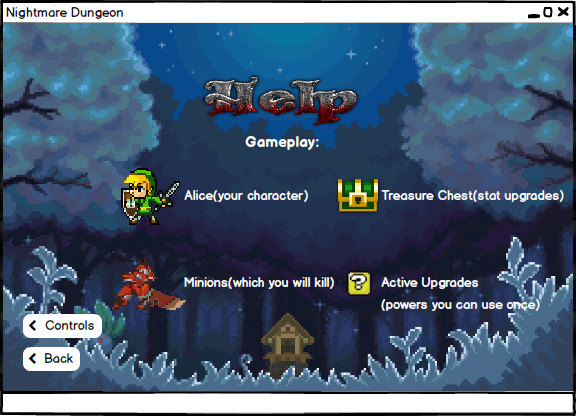 Nightmare Dungeon
Help
Gameplay:
Alice(your character)
Treasure Chest(stat upgrades)
Minions(which you will kill)
Active Upgrades
(powers you can use once)
Controls
Back